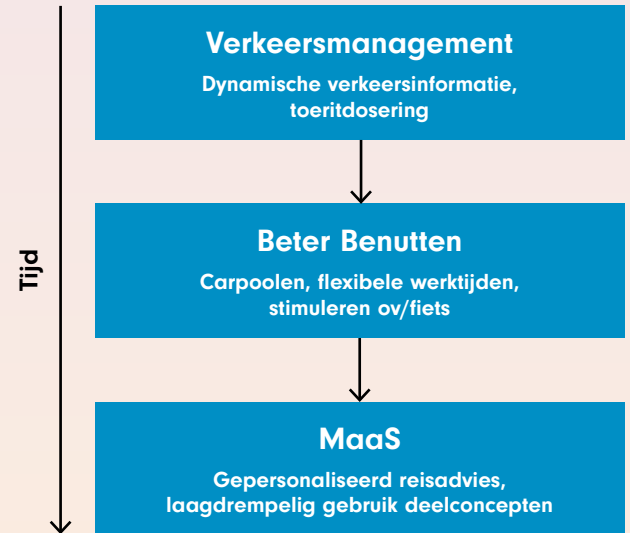 Verkeersmanagement
Dynamische verkeersinformatie,
toeritdosering
Tijd
Beter Benutten
Carpoolen, flexibele werktijden,
stimuleren ov/fiets
MaaS
Gepersonaliseerd reisadvies,
laagdrempelig gebruik deelconcepten